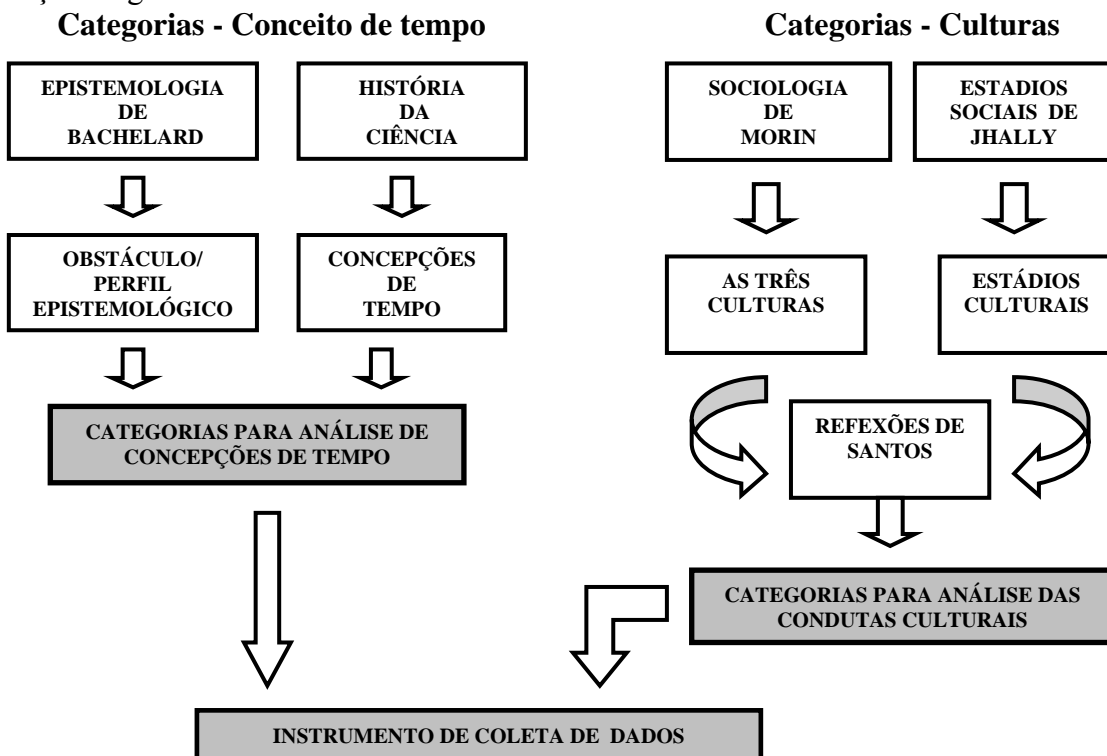 Categorias - Conceito de tempo
Categorias - Culturas
EPISTEMOLOGIA
DE
BACHELARD
HISTÓRIA
DA
CIÊNCIA
SOCIOLOGIA
DE
MORIN
ESTADIOS
SOCIAIS DE
JHALLY
OBSTÁCULO/
PERFIL
EPISTEMOLÓGICO
CONCEPÇÕES
DE
TEMPO
AS TRÊS
CULTURAS
ESTÁDIOS
CULTURAIS
CATEGORIAS PARA ANÁLISE DE
CONCEPÇÕES DE TEMPO
REFEXÕES DE
SANTOS
CATEGORIAS PARA ANÁLISE DAS
CONDUTAS CULTURAIS
INSTRUMENTO DE COLETA DE DADOS